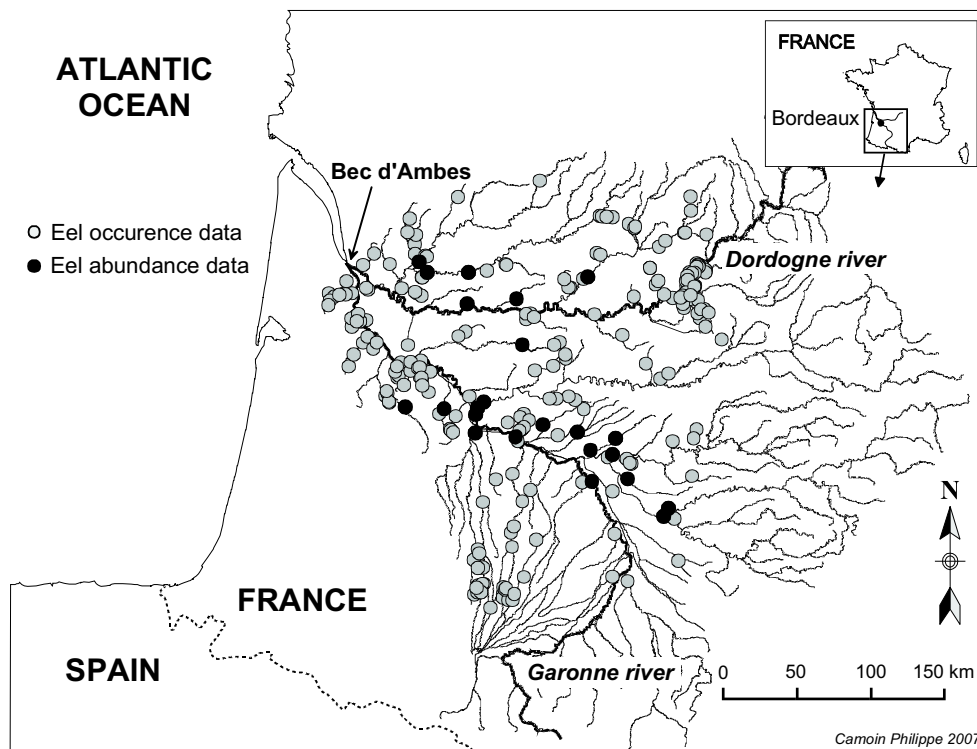 ATLANTIC
OCEAN
FRANCE
Bordeaux
Bec d'Ambes
Eel occurence data
Eel abundance data
Dordogne river
N
FRANCE
SPAIN
Garonne river
0 50 100 150 km
Camoin Philippe 2007